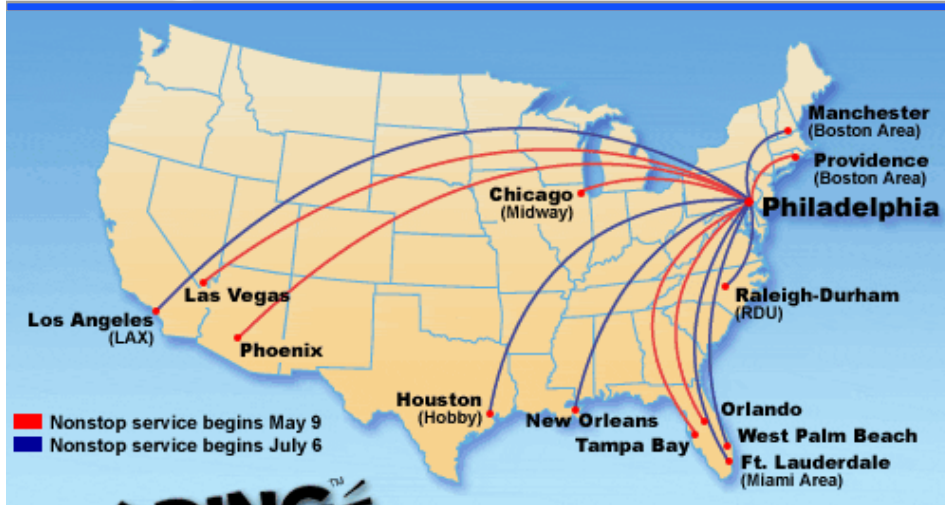 Manchester
(Boston Area)
Providence
(Boston Area)
Chicago
(Midway)
Philadelphia
Las Vegas
Raleigh-Durham
(RDU)
Los Angeles
(LAX)
Phoenix
Houston
(Hobby)
New Orleans
Orlando
Tampa Bay
West Palm Beach
Ft. Lauderdale
(Miami Area)
Nonstop service begins May 9
Nonstop service begins July 6
TM